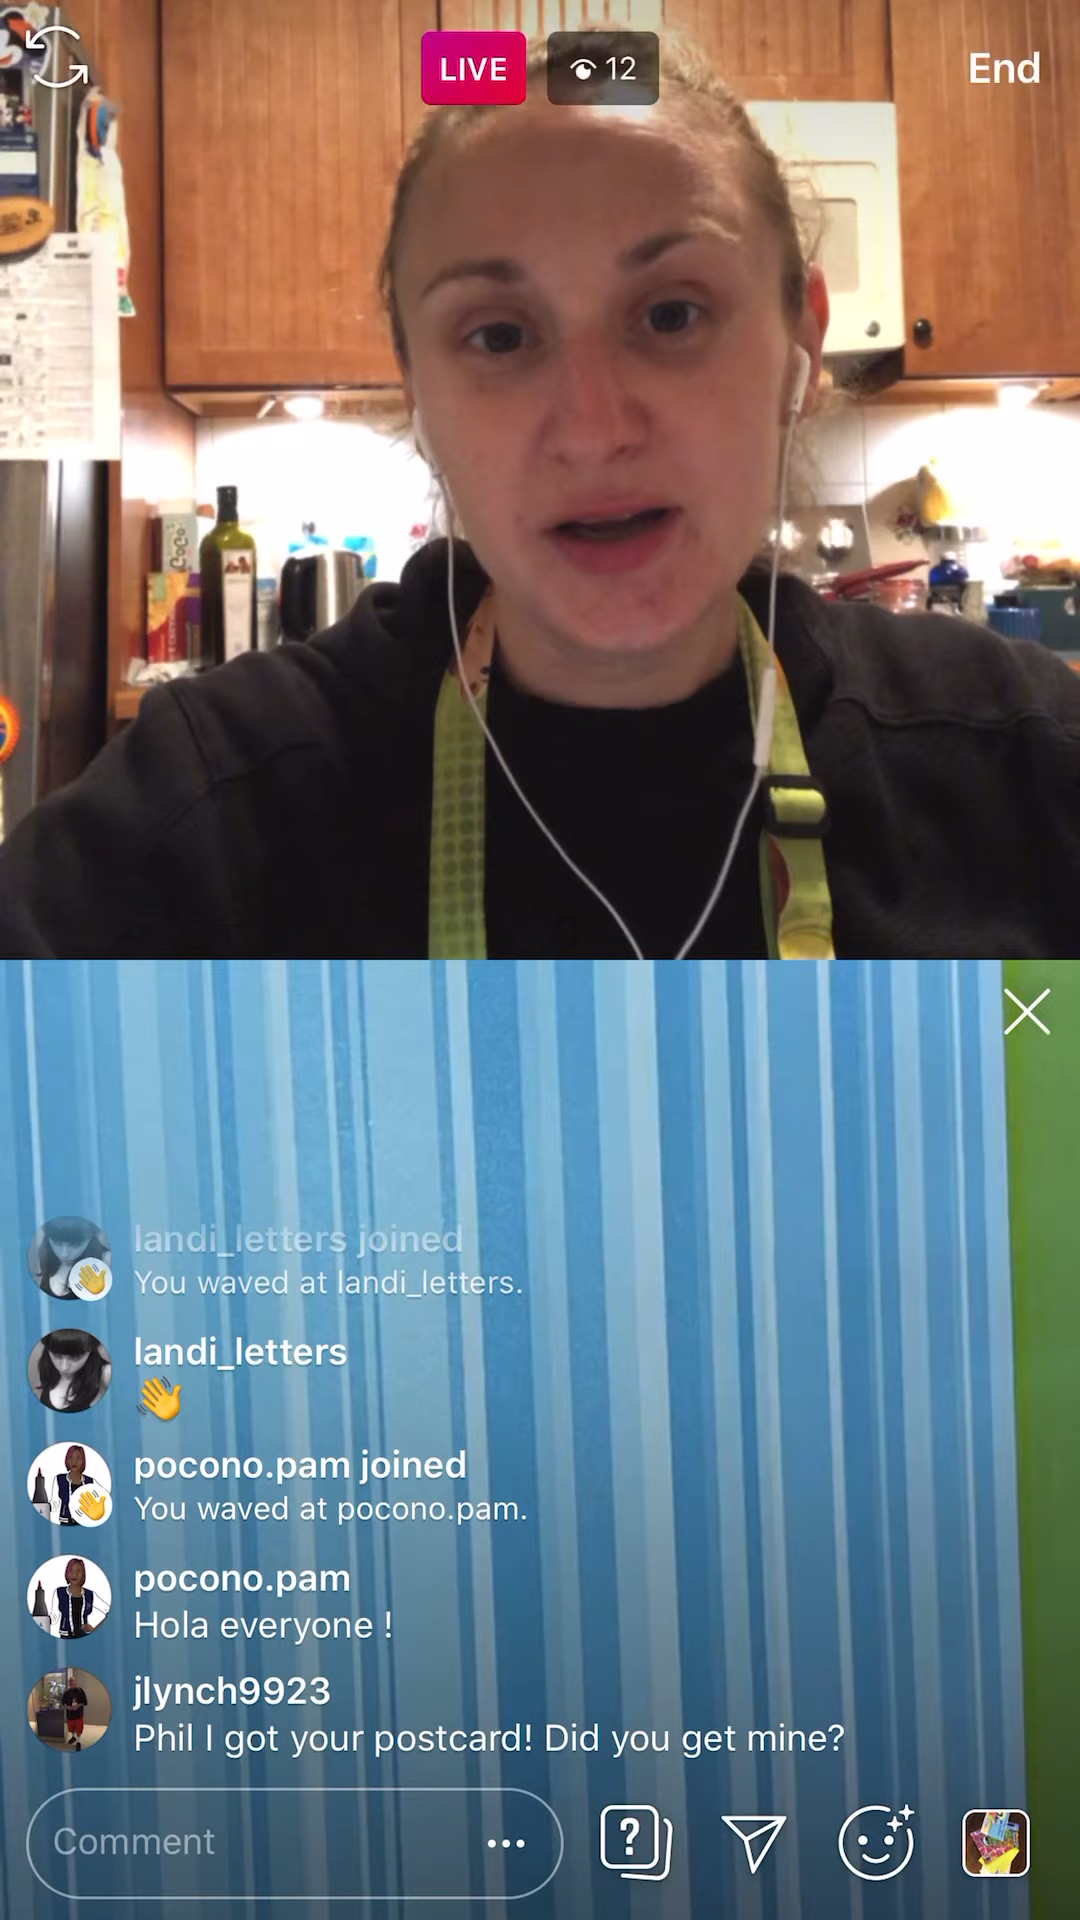 LIVE
12
End
CoCo
landi_letters joined
You waved at landi_letters.
landi_letters
👋
pocono.pam joined
You waved at pocono.pam.
pocono.pam
Hola everyone !
jlynch9923
Phil I got your postcard! Did you get mine?
Comment
?